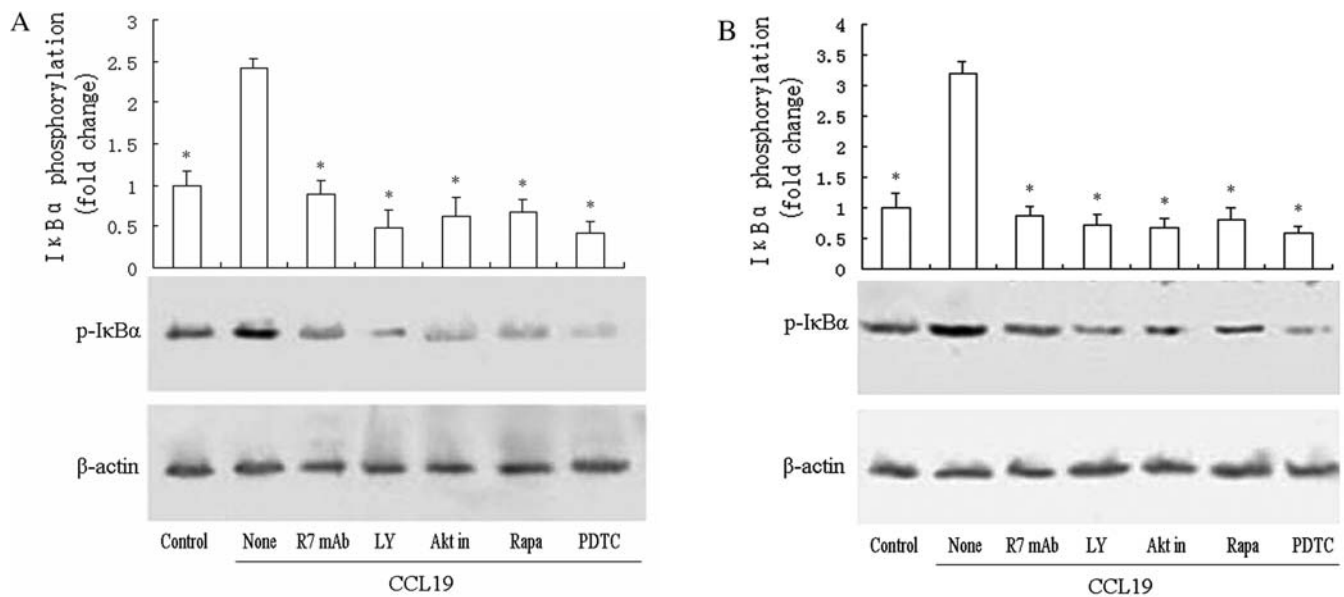 A
IκBα phosphorylation
(fold change)
3
2.5
2
1.5
1
0.5
0
* * * * * *
p-IκBα
β-actin
Control None R7 mAb LY Akt in Rapa PDTC
CCL19
B
IκBα phosphorylation
(fold change)
4
3.5
3
2.5
2
1.5
1
0.5
0
* * * * * *
p-IκBα
β-actin
Control None R7 mAb LY Akt in Rapa PDTC
CCL19